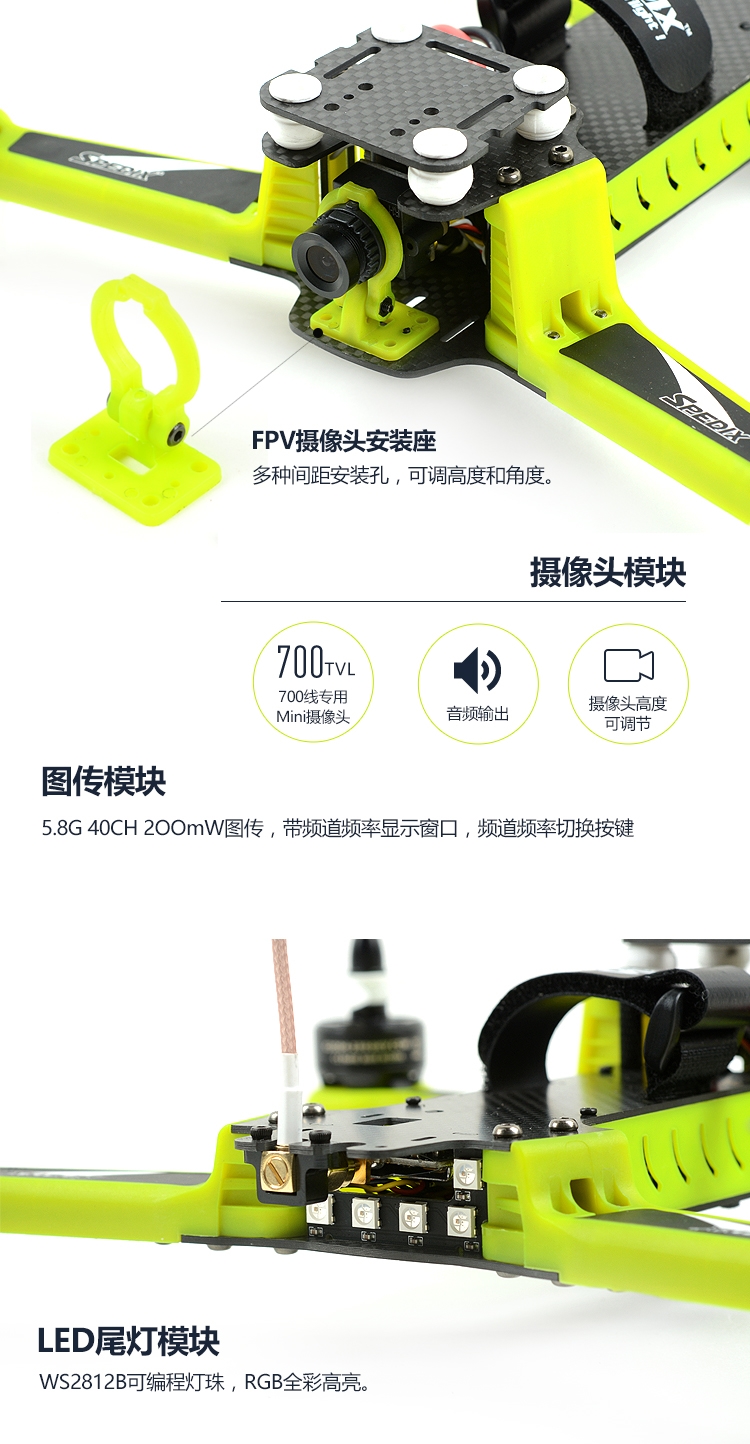 IX™
light 1
SPEDIX
SPEDIX
FPV摄像头安装座
多种间距安装孔，可调高度和角度。
摄像头模块
700TVL
700线专用
Mini摄像头
音频输出
摄像头高度
可调节
图传模块
5.8G 40CH 2OOmW图传，带频道频率显示窗口，频道频率切换按键
LED尾灯模块
WS2812B可编程灯珠，RGB全彩高亮。